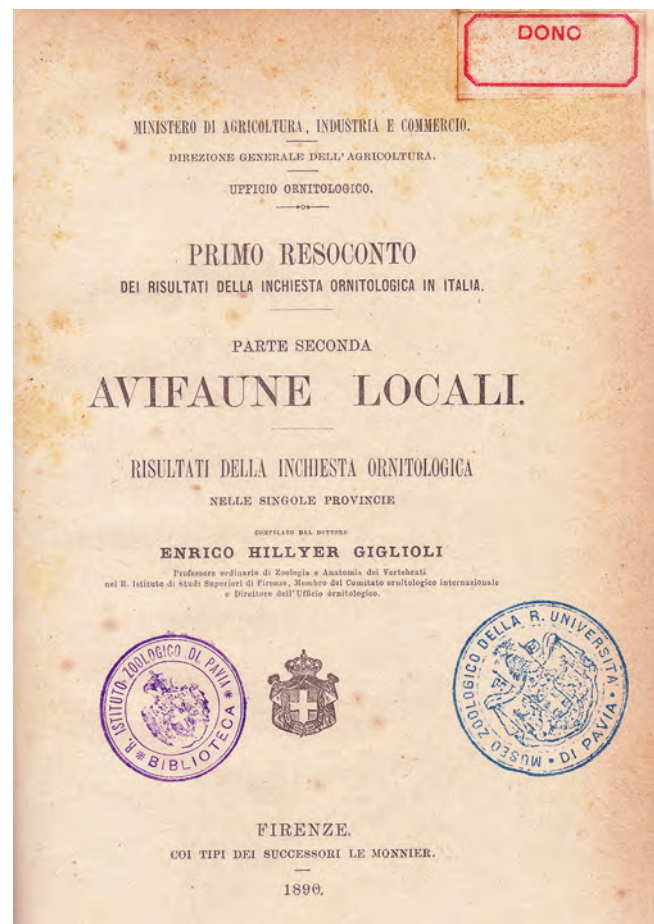 DONO
MINISTERO DI AGRICOLTURA, INDUSTRIA E COMMERCIO.
DIREZIONE GENERALE DELL'AGRICOLTURA.
UFFICIO ORNITOLOGICO.
PRIMO RESOCONTO
DEI RISULTATI DELLA INCHIESTA ORNITOLOGICA IN ITALIA.
PARTE SECONDA
AVIFAUNE LOCALI.
RISULTATI DELLA INCHIESTA ORNITOLOGICA
NELLE SINGOLE PROVINCIE
COMPILATO DAL DOTTORE
ENRICO HILLYER GIGLIOLI
Professore ordinario di Zoologia e Anatomia dei Vertebrati
nel R. Istituto di Studi Superiori di Firenze, Membro del Comitato ornitologico internazionale
e Direttore dell'Ufficio ornitologico.
R. ISTITUTO ZOOLOGICO DI PAVIA
BIBLIOTECA
MUSEO ZOOLOGICO DELLA R. UNIVERSITÀ
DI PAVIA
FIRENZE.
COI TIPI DEI SUCCESSORI LE MONNIER.
1890.